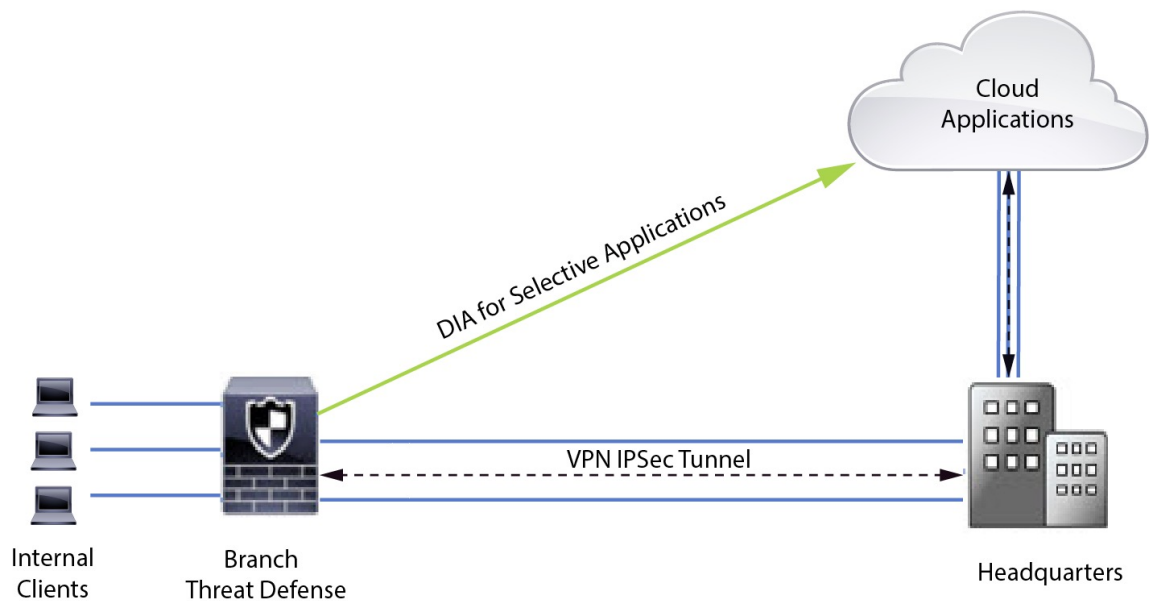 Cloud
Applications
DIA for Selective Applications
VPN IPSec Tunnel
Internal
Clients
Branch
Threat Defense
Headquarters